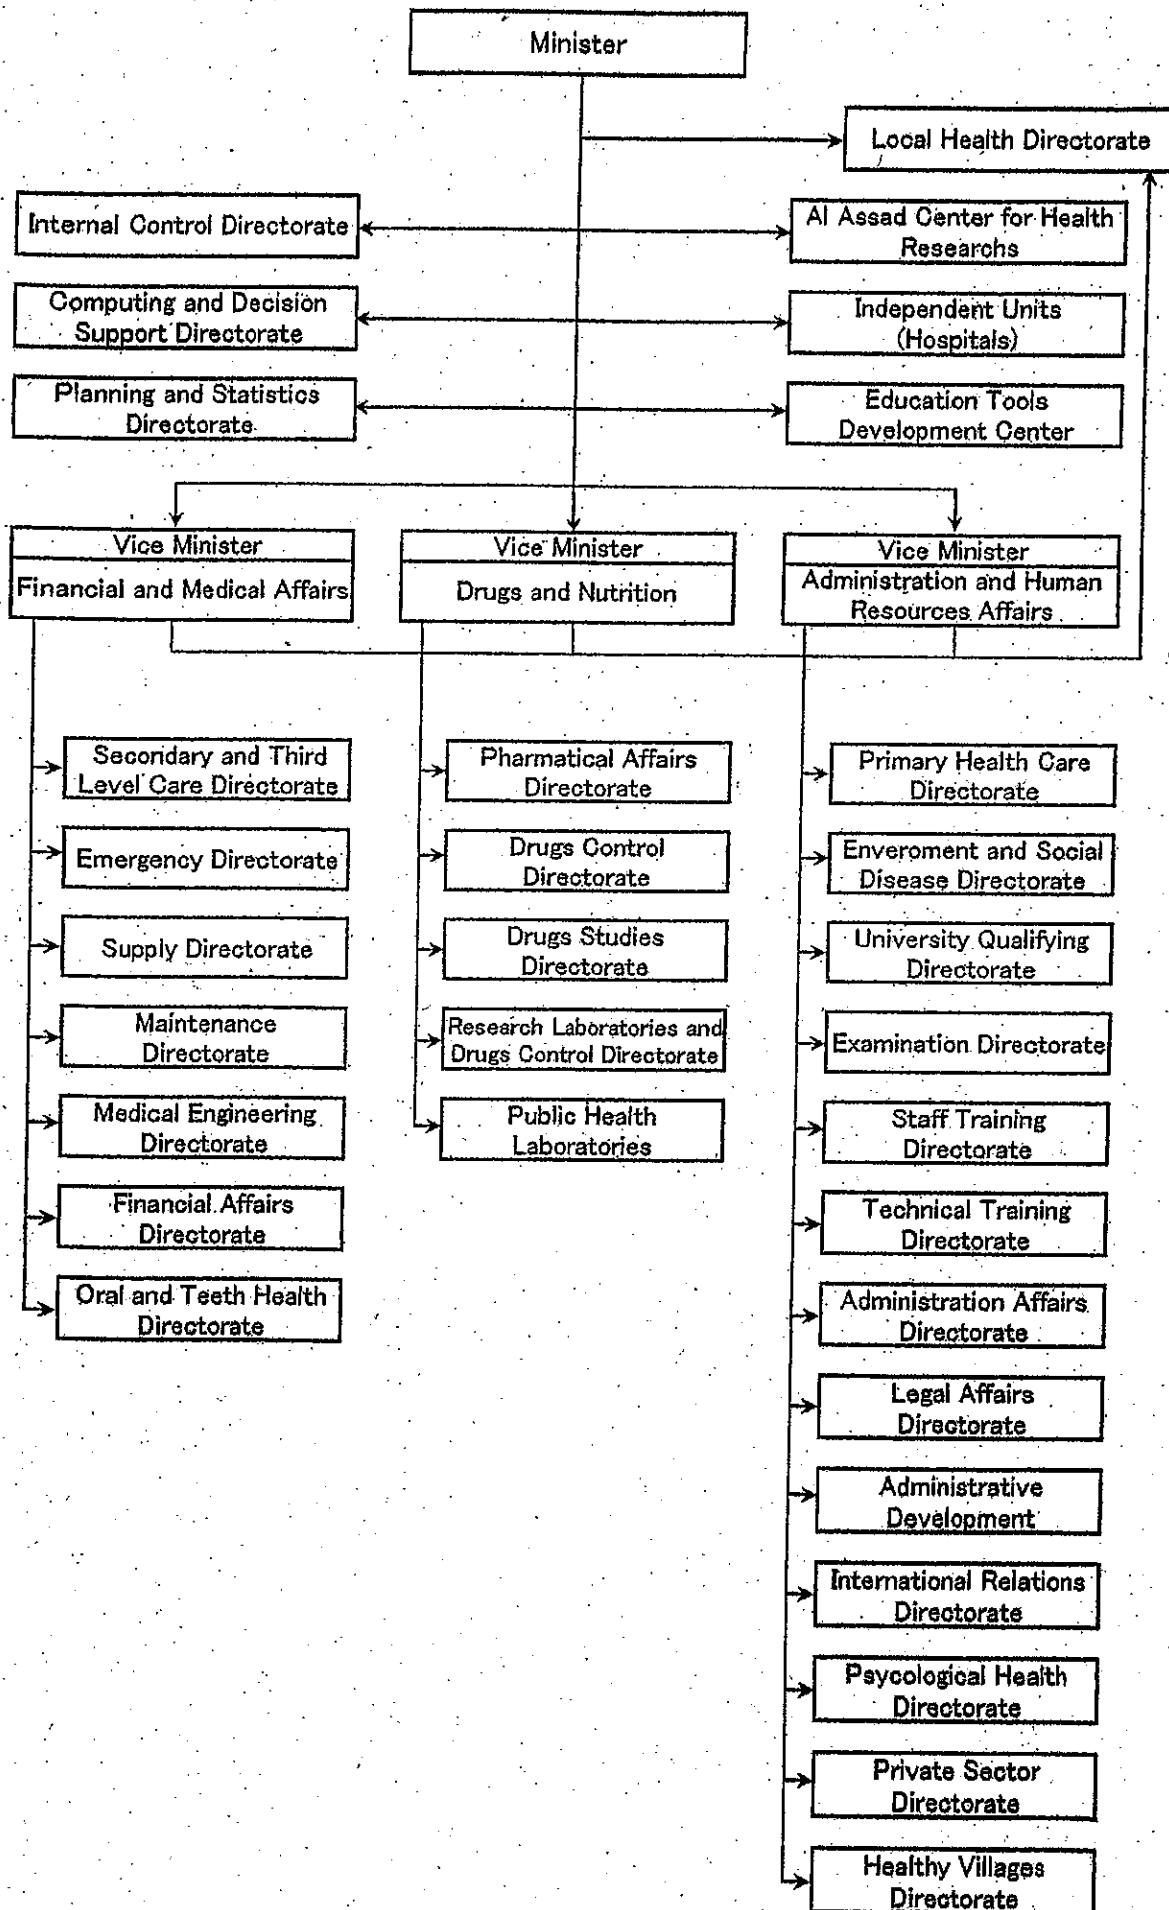 Minister
Local Health Directorate
Internal Control Directorate
Al Assad Center for Health
Researchs
Computing and Decision
Support Directorate
Independent Units
(Hospitals)
Planning and Statistics
Directorate
Education Tools
Development Center
Vice Minister
Financial and Medical Affairs
Vice Minister
Drugs and Nutrition
Vice Minister
Administration and Human
Resources Affairs
Secondary and Third
Level Care Directorate
Emergency Directorate
Supply Directorate
Maintenance
Directorate
Medical Engineering
Directorate
Financial Affairs
Directorate
Oral and Teeth Health
Directorate
Pharmatical Affairs
Directorate
Drugs Control
Directorate
Drugs Studies
Directorate
Research Laboratories and
Drugs Control Directorate
Public Health
Laboratories
Primary Health Care
Directorate
Enveroment and Social
Disease Directorate
University Qualifying
Directorate
Examination Directorate
Staff Training
Directorate
Technical Training
Directorate
Administration Affairs
Directorate
Legal Affairs
Directorate
Administrative
Development
International Relations
Directorate
Psycological Health
Directorate
Private Sector
Directorate
Healthy Villages
Directorate